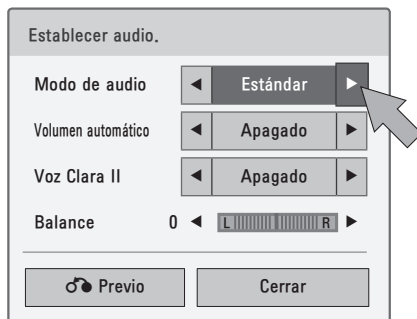 Establecer audio.
Modo de audio ◀ Estándar ▶
Volumen automático ◀ Apagado ▶
Voz Clara II ◀ Apagado ▶
Balance 0 ◀ L R ▶
Previo Cerrar